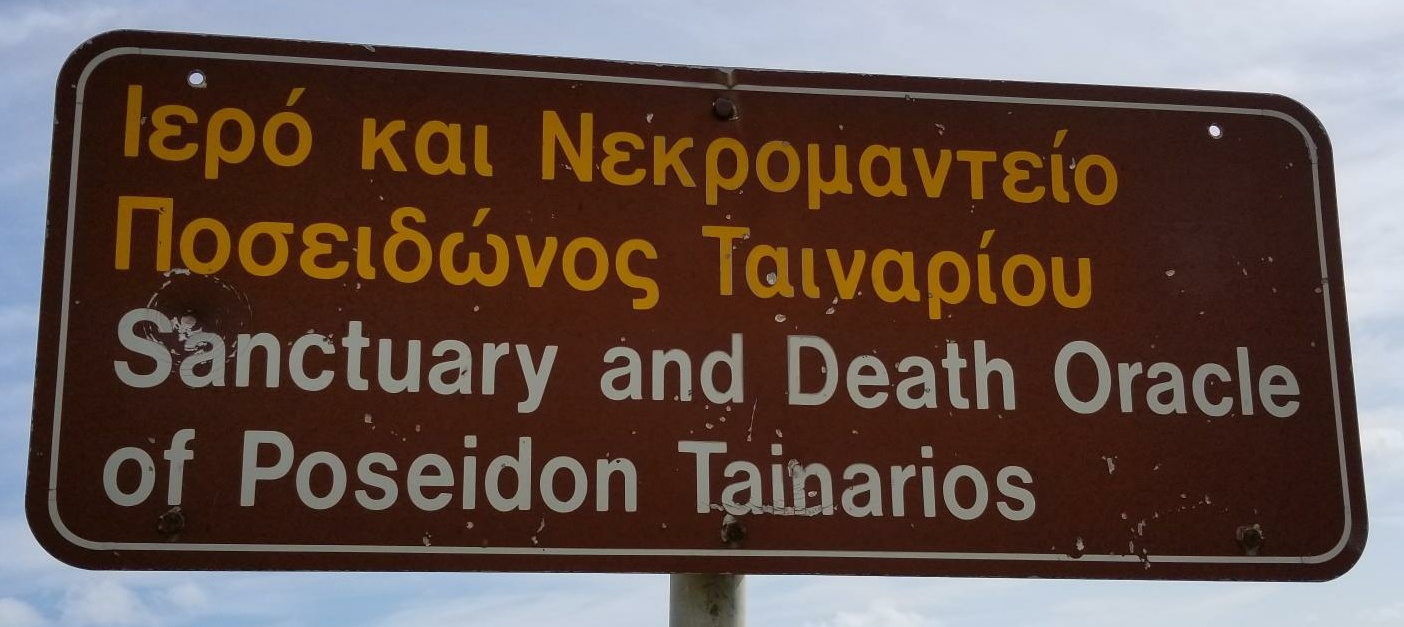 Ιερό και Νεκρομαντείο
Ποσειδώνος Ταιναρίου
Sanctuary and Death Oracle
of Poseidon Tainarios